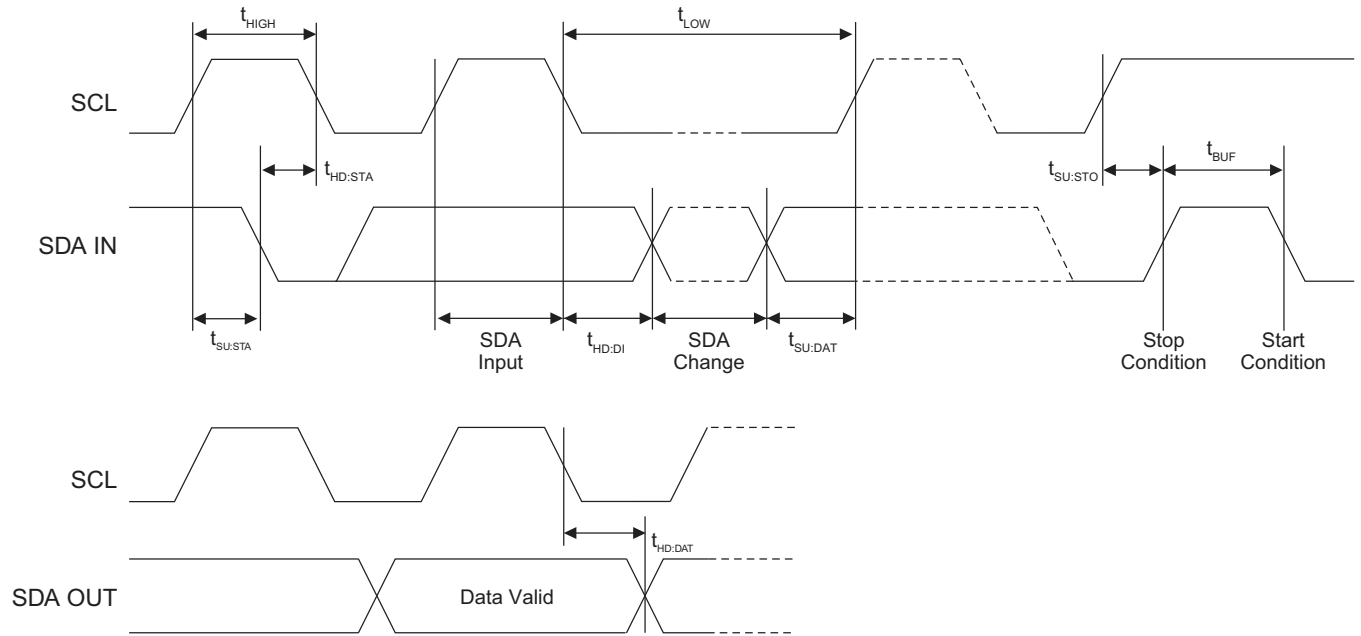 tHIGH
tLOW
SCL
tHD:STA
tSU:STO
tBUF
SDA IN
tSU:STA
SDA
Input
tHD:DI
SDA
Change
tSU:DAT
Stop
Condition
Start
Condition
SCL
tHD:DAT
SDA OUT
Data Valid